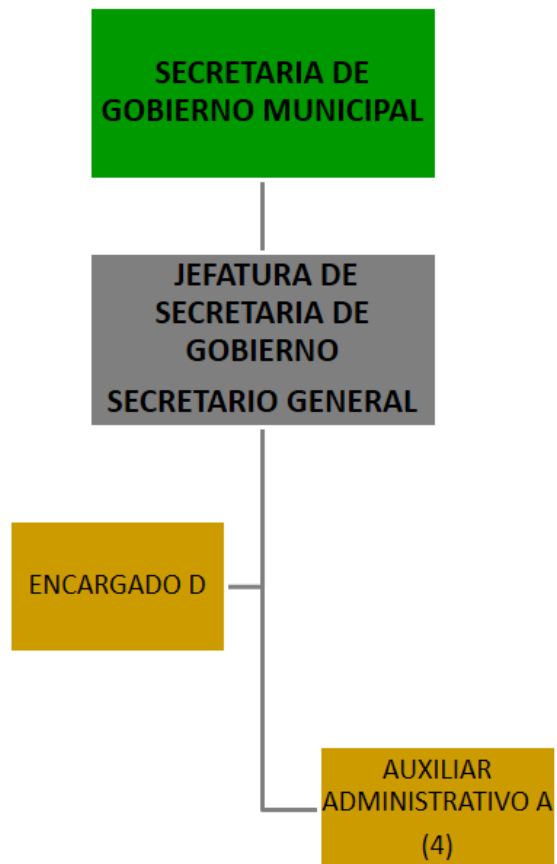 SECRETARIA DE
GOBIERNO MUNICIPAL
JEFATURA DE
SECRETARIA DE
GOBIERNO
SECRETARIO GENERAL
ENCARGADO D
AUXILIAR
ADMINISTRATIVO A
(4)